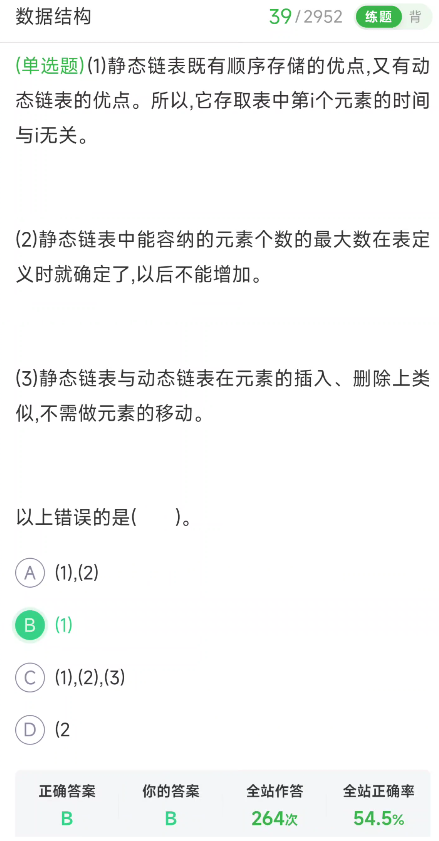 数据结构 39/2952 练题 背
(单选题)(1)静态链表既有顺序存储的优点,又有动
态链表的优点。所以,它存取表中第i个元素的时间
与i无关。
(2)静态链表中能容纳的元素个数的最大数在表定
义时就确定了,以后不能增加。
(3)静态链表与动态链表在元素的插入、删除上类
似,不需做元素的移动。
以上错误的是(  )。
A (1),(2)
B (1)
C (1),(2),(3)
D (2
正确答案 你的答案 全站作答 全站正确率
B B 264次 54.5%